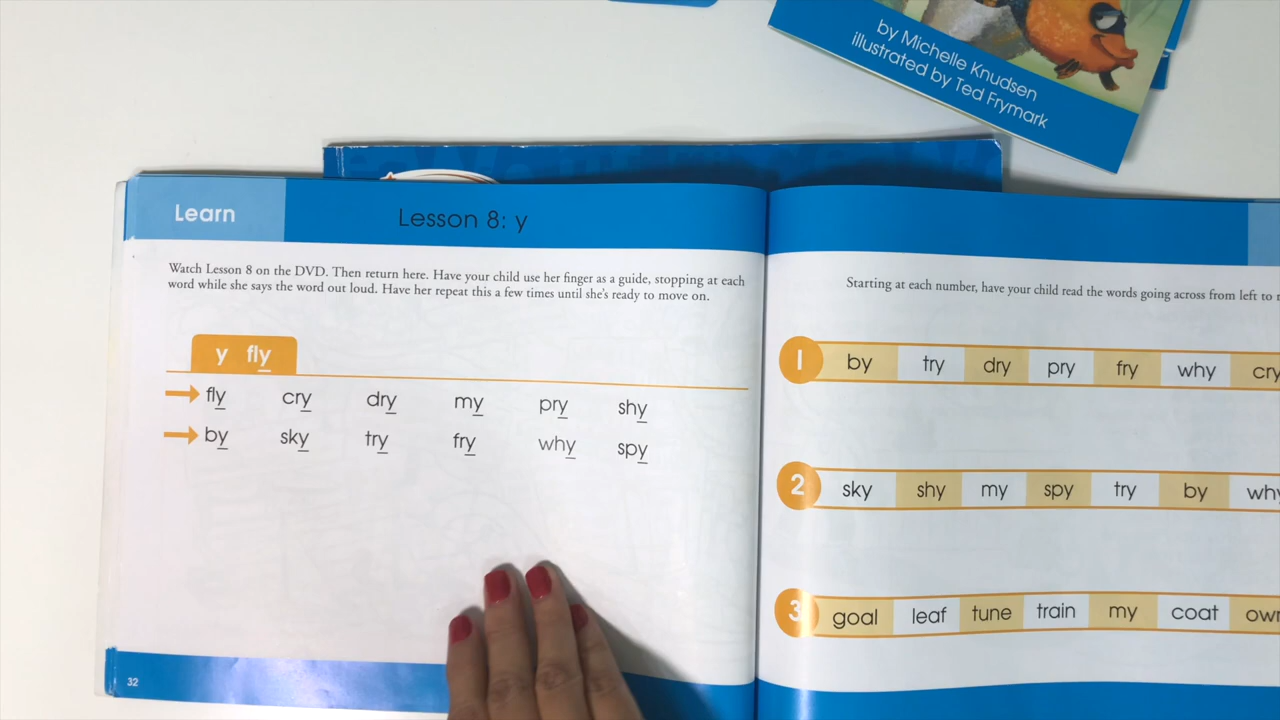 by Michelle Knudsen
illustrated by Ted Frymark
Learn
Lesson 8: y
Watch Lesson 8 on the DVD. Then return here. Have your child use her finger as a guide, stopping at each
word while she says the word out loud. Have her repeat this a few times until she's ready to move on.
y fly
fly cry dry my pry shy
by sky try fry why spy
32
Starting at each number, have your child read the words going across from left to
1 by try dry pry fry why cry
2 sky shy my spy try by why
3 goal leaf tune train my coat own